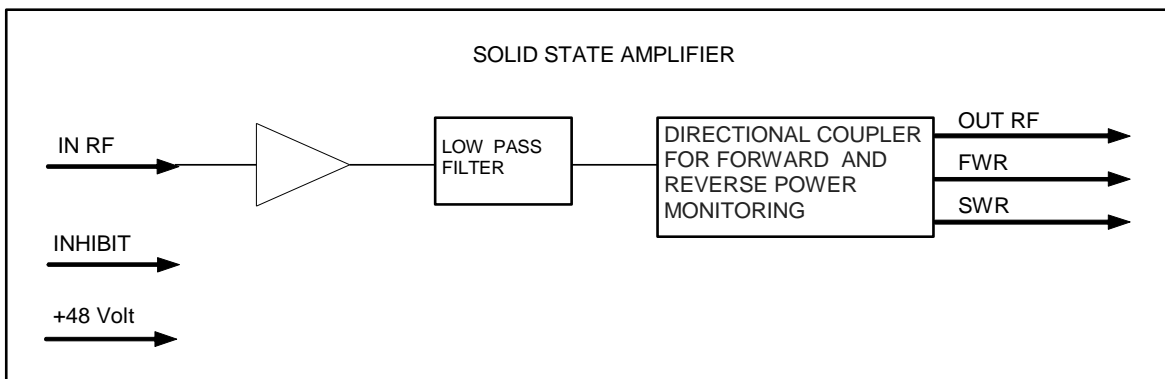 SOLID STATE AMPLIFIER
IN RF
LOW PASS
FILTER
DIRECTIONAL COUPLER
FOR FORWARD AND
REVERSE POWER
MONITORING
OUT RF
FWR
SWR
INHIBIT
+48 Volt